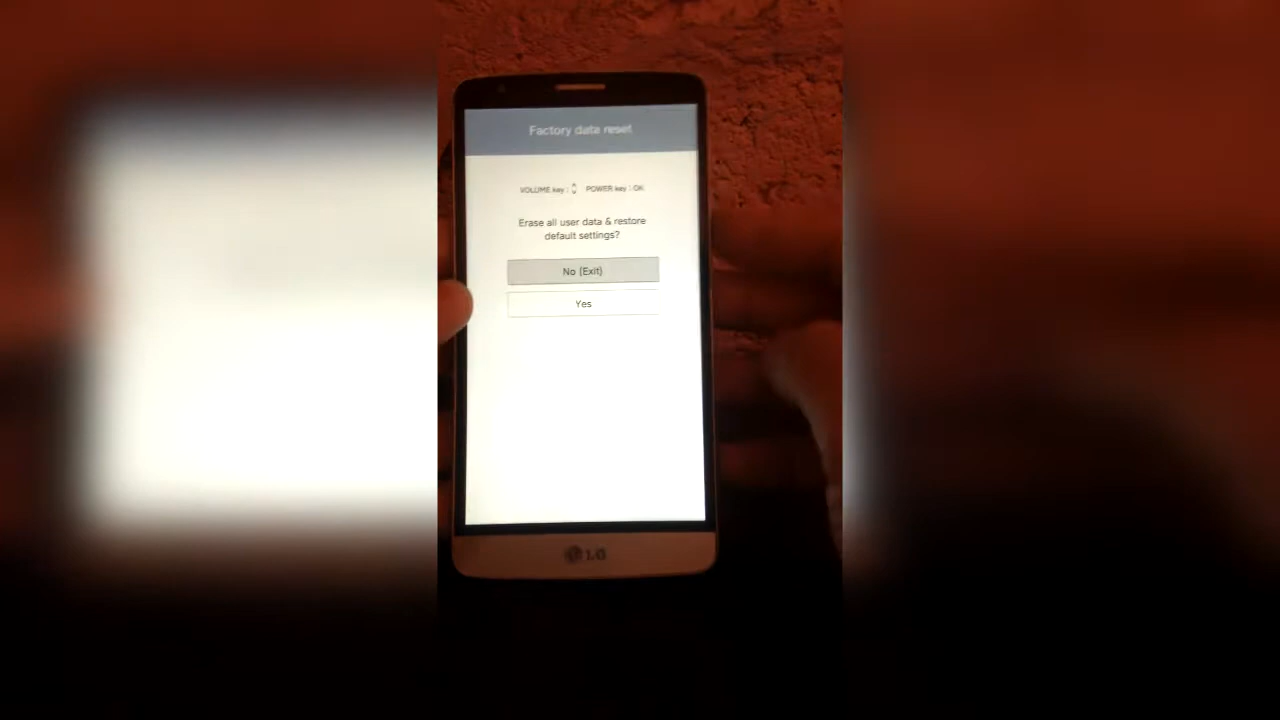 Factory data reset
VOLUME key : POWER key : OK
Erase all user data & restore
default settings?
No (Exit)
Yes
LG